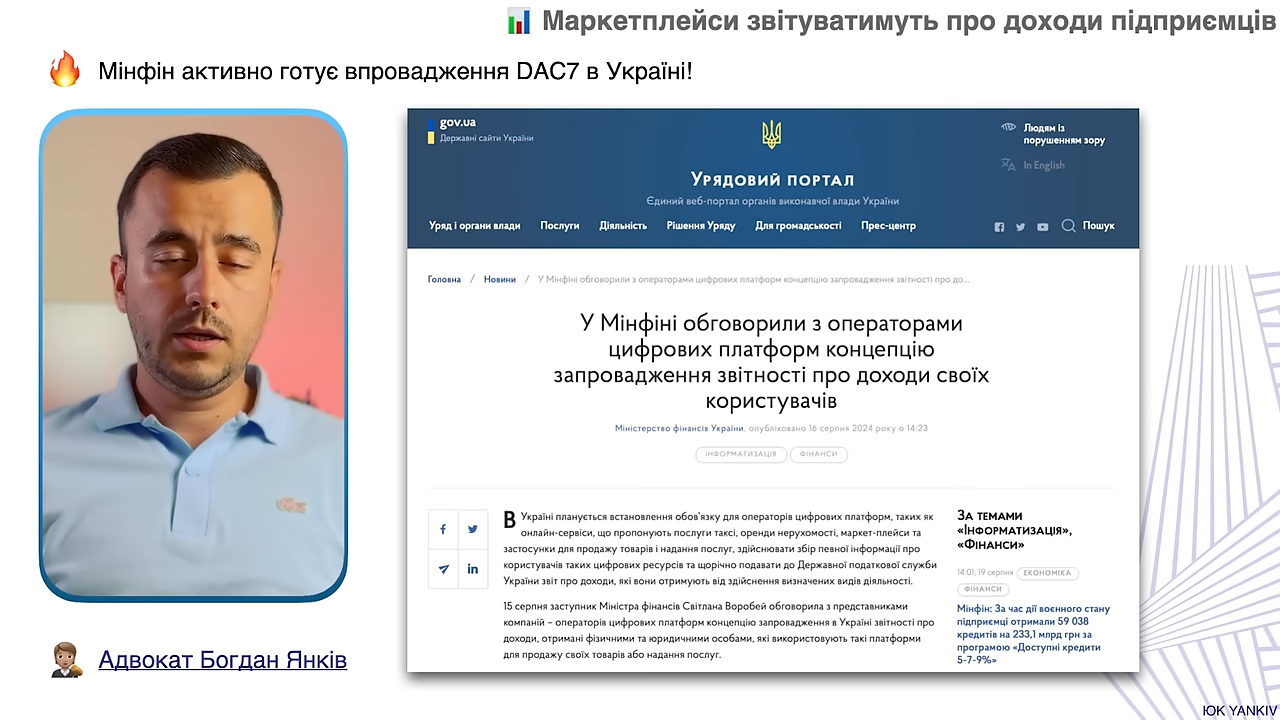 Маркетплейси звітуватимуть про доходи підприємців
Мінфін активно готує впровадження DAC7 в Україні!
gov.ua
Державні сайти України
Людям із
порушенням зору
In English
Урядовий портал
Єдиний веб-портал органів виконавчої влади України
Уряд і органи влади Послуги Діяльність Рішення Уряду Для громадськості Прес-центр Пошук
Головна / Новини / У Мінфіні обговорили з операторами цифрових платформ концепцію запровадження звітності про до...
У Мінфіні обговорили з операторами
цифрових платформ концепцію
запровадження звітності про доходи своїх
користувачів
Міністерство фінансів України, опубліковано 16 серпня 2024 року о 14:23
ІНФОРМАТИЗАЦІЯ ФІНАНСИ
В Україні планується встановлення обов'язку для операторів цифрових платформ, таких як
онлайн-сервіси, що пропонують послуги таксі, оренди нерухомості, маркет-плейси та
застосунки для продажу товарів і надання послуг, здійснювати збір певної інформації про
користувачів таких цифрових ресурсів та щорічно подавати до Державної податкової служби
України звіт про доходи, які вони отримують від здійснення визначених видів діяльності.
15 серпня заступник Міністра фінансів Світлана Воробей обговорила з представниками
компаній – операторів цифрових платформ концепцію запровадження в Україні звітності про
доходи, отримані фізичними та юридичними особами, які використовують такі платформи
для продажу своїх товарів або надання послуг.
За темами
«Інформатизація»,
«Фінанси»
14:01, 19 серпня ЕКОНОМІКА
ФІНАНСИ
Мінфін: За час дії воєнного стану
підприємці отримали 59 038
кредитів на 233,1 млрд грн за
програмою «Доступні кредити
5-7-9%»
Адвокат Богдан Янків
ЮК YANKIV